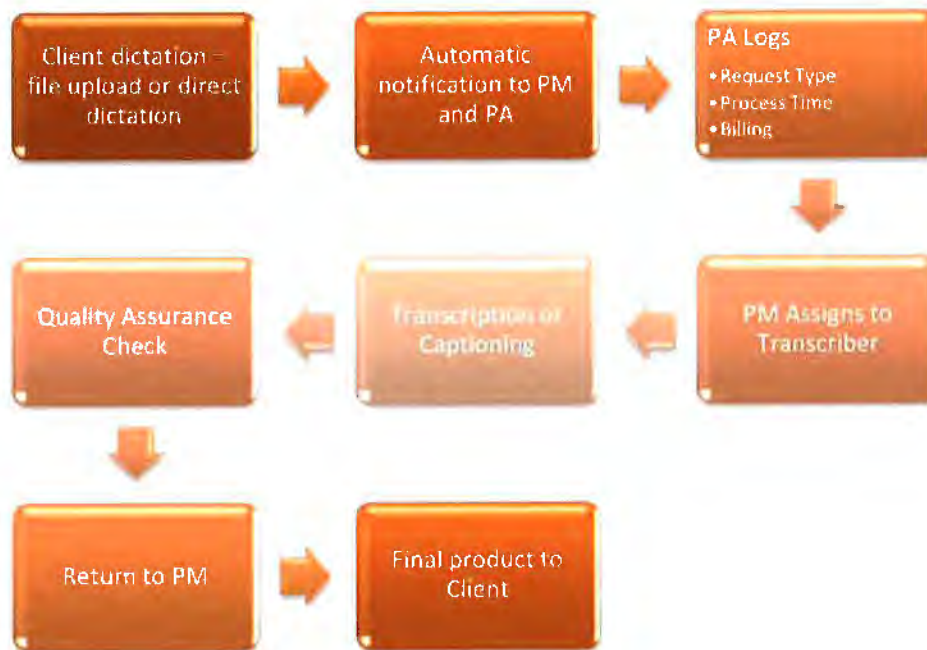 Client dictation –
file upload or direct
dictation
Automatic
notification to PM
and PA
PA Logs
• Request Type
• Process Time
• Billing
PM Assigns to
Transcriber
Transcription or
Captioning
Quality Assurance
Check
Return to PM
Final product to
Client